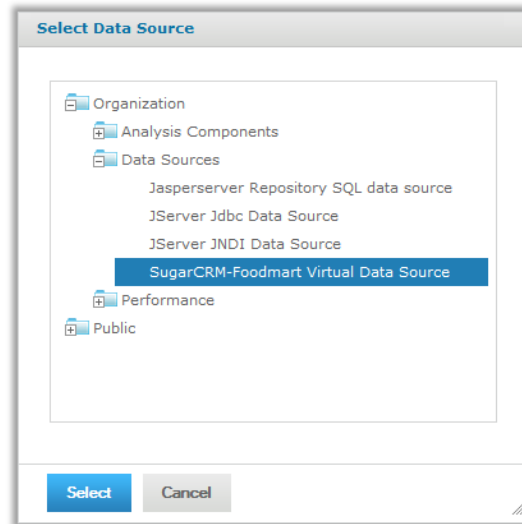 Select Data Source
Organization
Analysis Components
Data Sources
Jasperserver Repository SQL data source
JServer Jdbc Data Source
JServer JNDI Data Source
SugarCRM-Foodmart Virtual Data Source
Performance
Public
Select Cancel